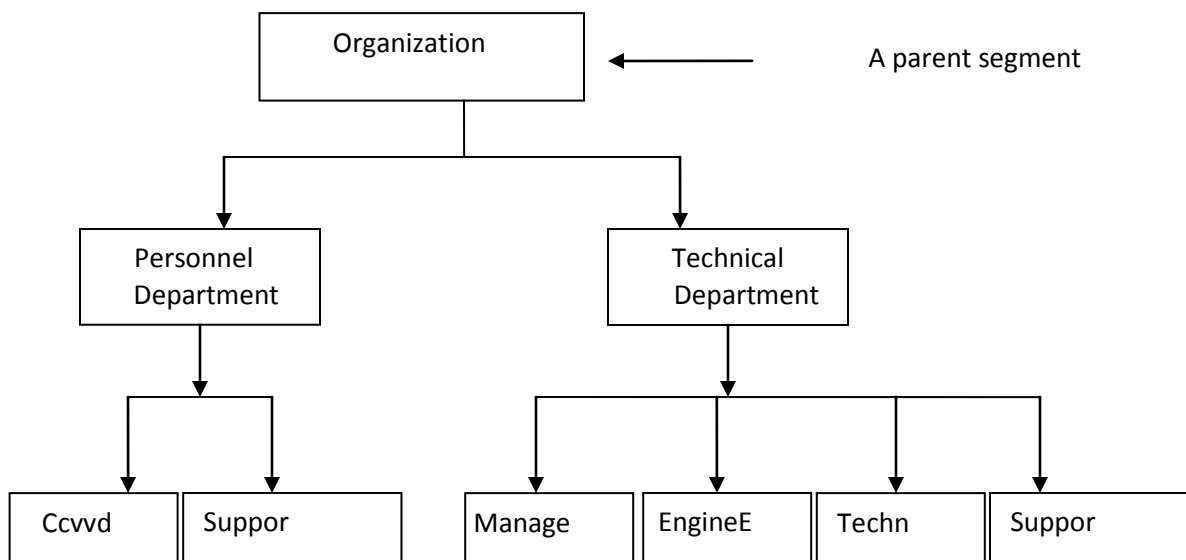 Organization
A parent segment
Personnel
Department
Technical
Department
Ccvvd
Suppor
Manage
EngineE
Techn
Suppor